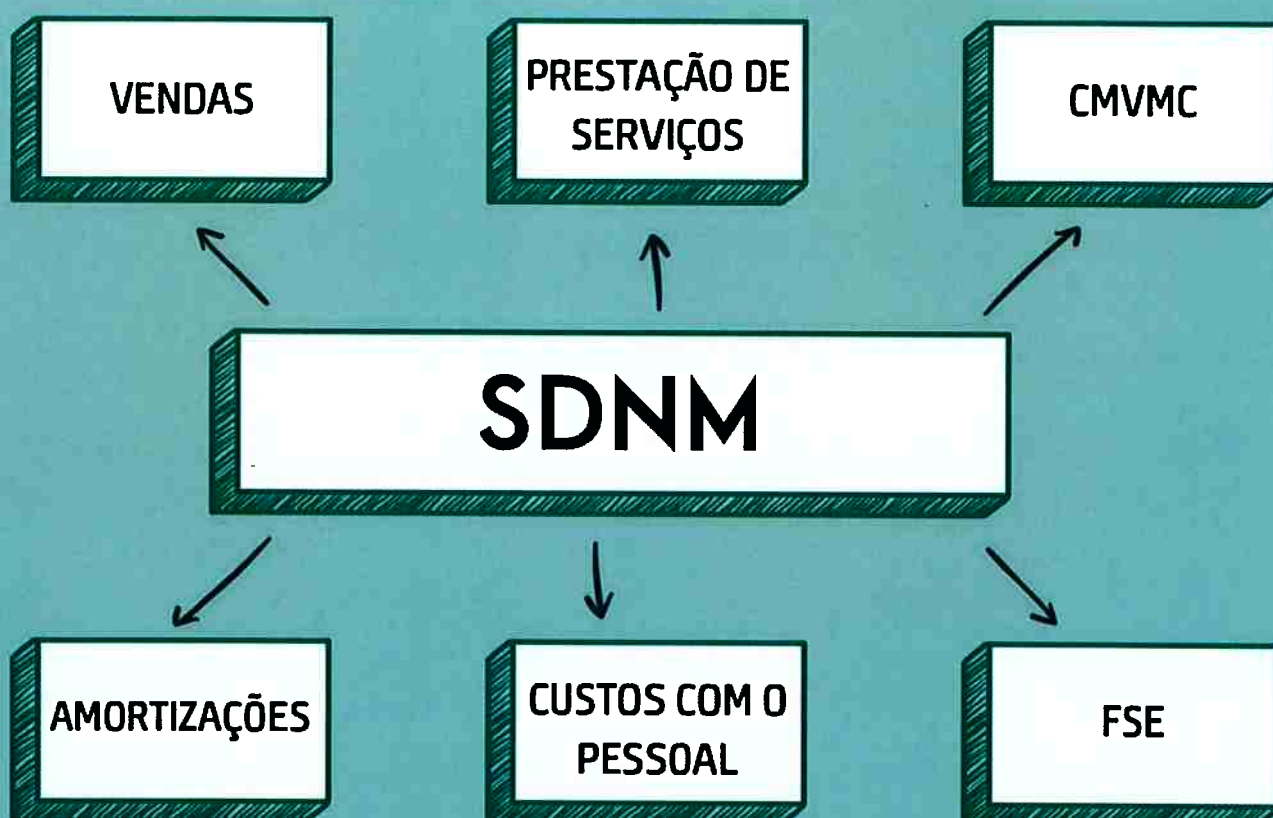 VENDAS
PRESTAÇÃO DE
SERVIÇOS
CMVMC
SDNM
AMORTIZAÇÕES
CUSTOS COM O
PESSOAL
FSE